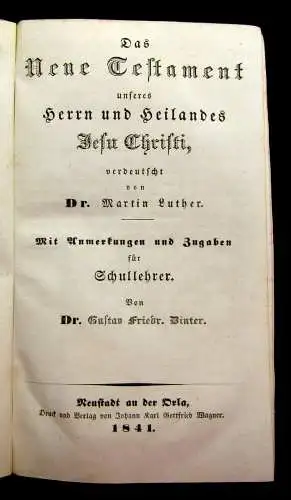 Das
Neue Testament
unseres
Herrn und Heilandes
Jesu Christi,
verdeutscht
von
Dr. Martin Luther.
Mit Anmerkungen und Zugaben
für
Schullehrer.
Von
Dr. Gustav Friedr. Dinter.
Neustadt an der Orla,
Druck und Verlag von Johann Karl Gottfried Wagner.
1841.